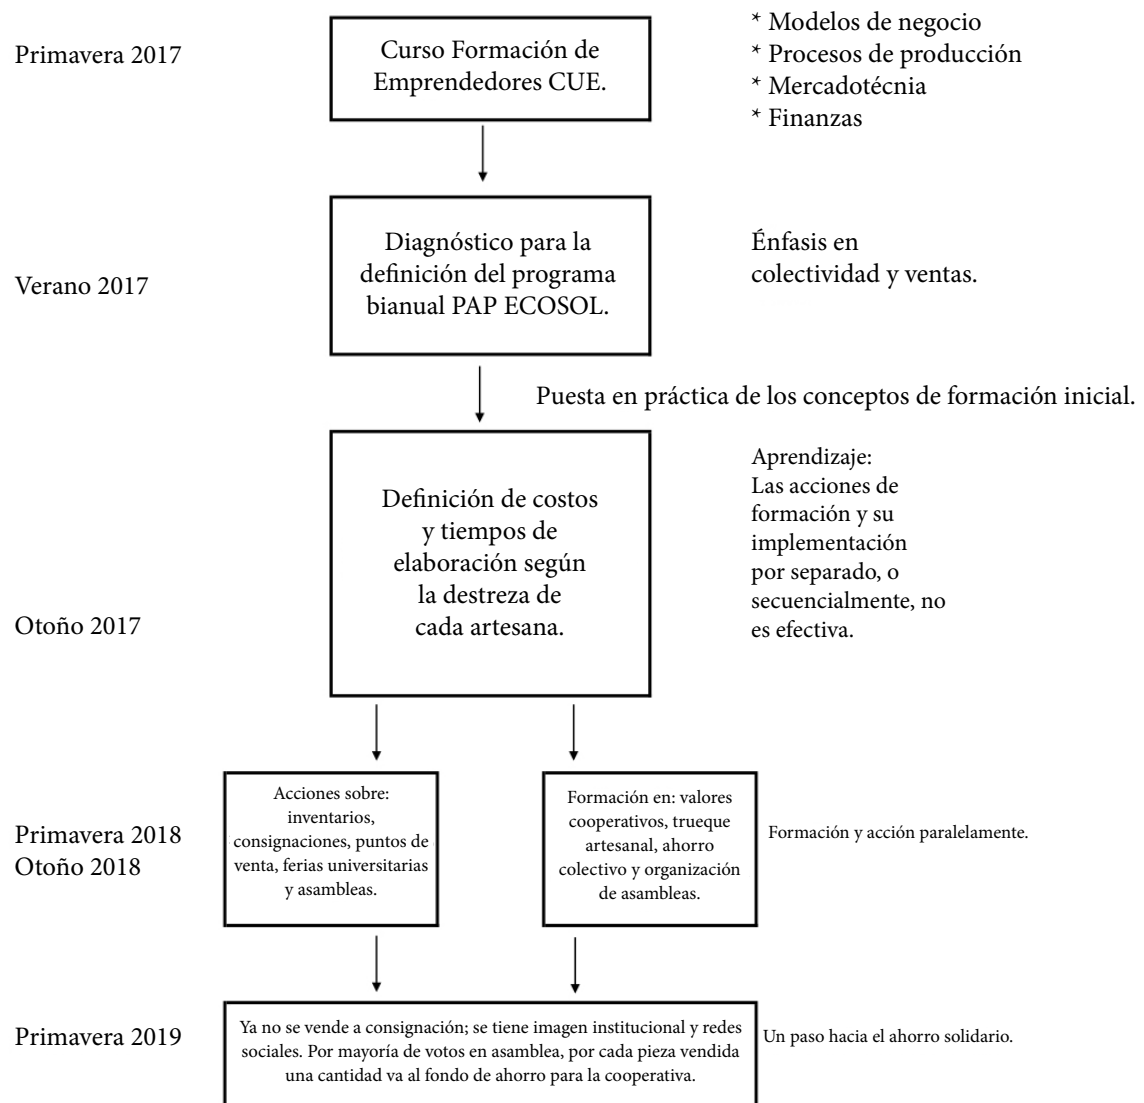 Primavera 2017
Curso Formación de
Emprendedores CUE.
* Modelos de negocio
* Procesos de producción
* Mercadotécnia
* Finanzas
Verano 2017
Diagnóstico para la
definición del programa
bianual PAP ECOSOL.
Énfasis en
colectividad y ventas.
Puesta en práctica de los conceptos de formación inicial.
Otoño 2017
Definición de costos
y tiempos de
elaboración según
la destreza de
cada artesana.
Aprendizaje:
Las acciones de
formación y su
implementación
por separado, o
secuencialmente, no
es efectiva.
Primavera 2018
Otoño 2018
Acciones sobre:
inventarios,
consignaciones, puntos de
venta, ferias universitarias
y asambleas.
Formación en: valores
cooperativos, trueque
artesanal, ahorro
colectivo y organización
de asambleas.
Formación y acción paralelamente.
Primavera 2019
Ya no se vende a consignación; se tiene imagen institucional y redes
sociales. Por mayoría de votos en asamblea, por cada pieza vendida
una cantidad va al fondo de ahorro para la cooperativa.
Un paso hacia el ahorro solidario.